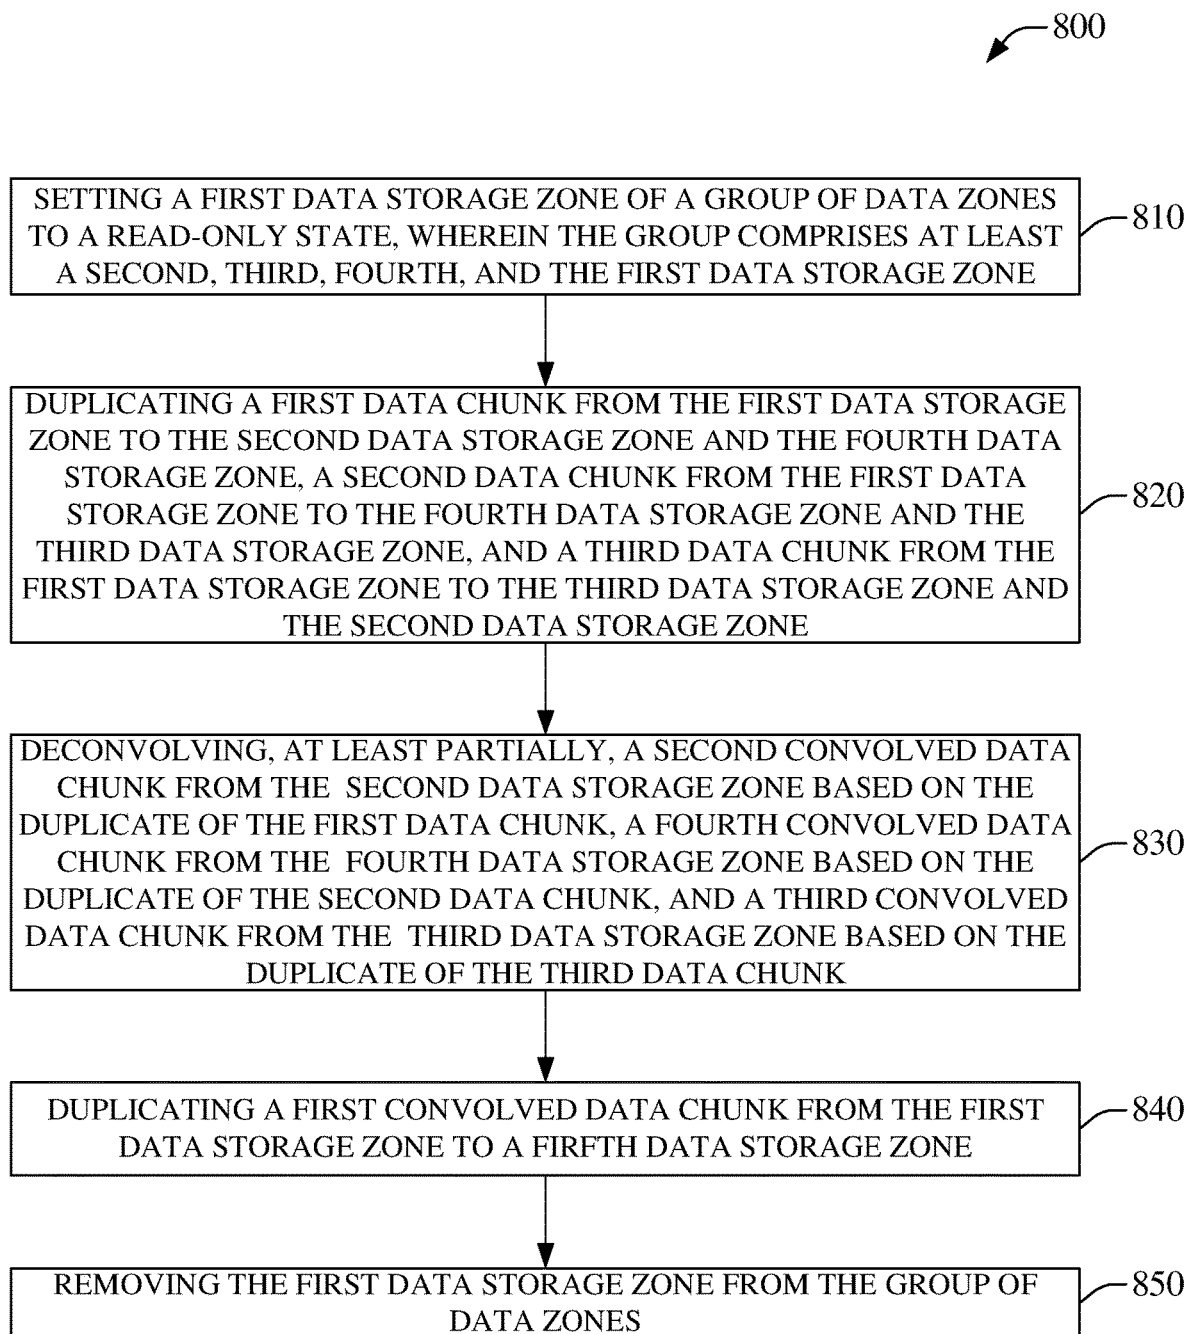 800
SETTING A FIRST DATA STORAGE ZONE OF A GROUP OF DATA ZONES
TO A READ-ONLY STATE, WHEREIN THE GROUP COMPRISES AT LEAST
A SECOND, THIRD, FOURTH, AND THE FIRST DATA STORAGE ZONE
810
DUPLICATING A FIRST DATA CHUNK FROM THE FIRST DATA STORAGE
ZONE TO THE SECOND DATA STORAGE ZONE AND THE FOURTH DATA
STORAGE ZONE, A SECOND DATA CHUNK FROM THE FIRST DATA
STORAGE ZONE TO THE FOURTH DATA STORAGE ZONE AND THE
THIRD DATA STORAGE ZONE, AND A THIRD DATA CHUNK FROM THE
FIRST DATA STORAGE ZONE TO THE THIRD DATA STORAGE ZONE AND
THE SECOND DATA STORAGE ZONE
820
DECONVOLVING, AT LEAST PARTIALLY, A SECOND CONVOLVED DATA
CHUNK FROM THE SECOND DATA STORAGE ZONE BASED ON THE
DUPLICATE OF THE FIRST DATA CHUNK, A FOURTH CONVOLVED DATA
CHUNK FROM THE FOURTH DATA STORAGE ZONE BASED ON THE
DUPLICATE OF THE SECOND DATA CHUNK, AND A THIRD CONVOLVED
DATA CHUNK FROM THE THIRD DATA STORAGE ZONE BASED ON THE
DUPLICATE OF THE THIRD DATA CHUNK
830
DUPLICATING A FIRST CONVOLVED DATA CHUNK FROM THE FIRST
DATA STORAGE ZONE TO A FIRFTH DATA STORAGE ZONE
840
REMOVING THE FIRST DATA STORAGE ZONE FROM THE GROUP OF
DATA ZONES
850